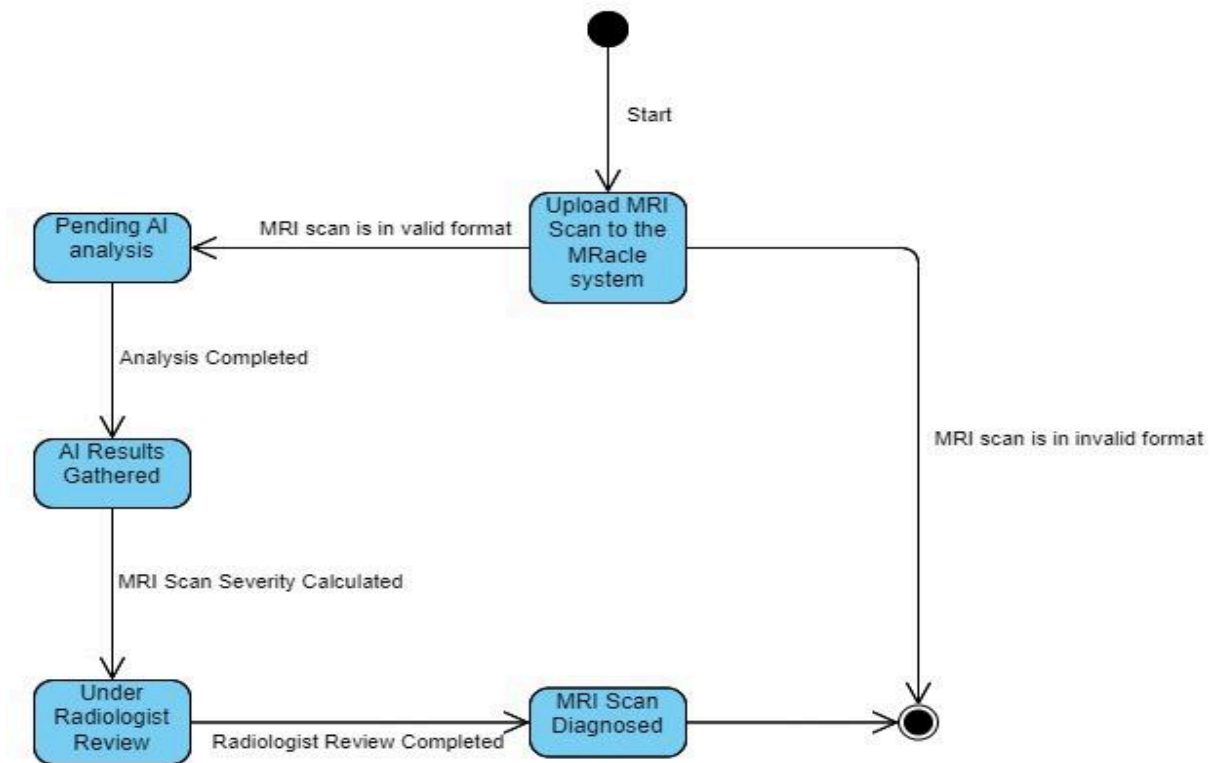 Start
Upload MRI
Scan to the
MRacle
system
MRI scan is in valid format
Pending AI
analysis
Analysis Completed
MRI scan is in invalid format
AI Results
Gathered
MRI Scan Severity Calculated
Under
Radiologist
Review
Radiologist Review Completed
MRI Scan
Diagnosed